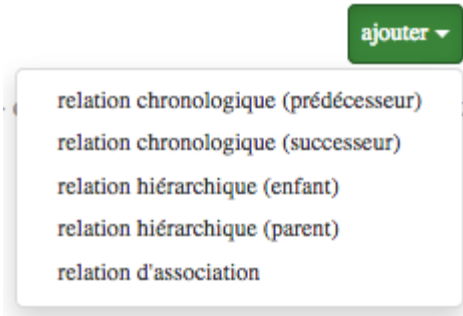 ajouter
relation chronologique (prédécesseur)
relation chronologique (successeur)
relation hiérarchique (enfant)
relation hiérarchique (parent)
relation d'association